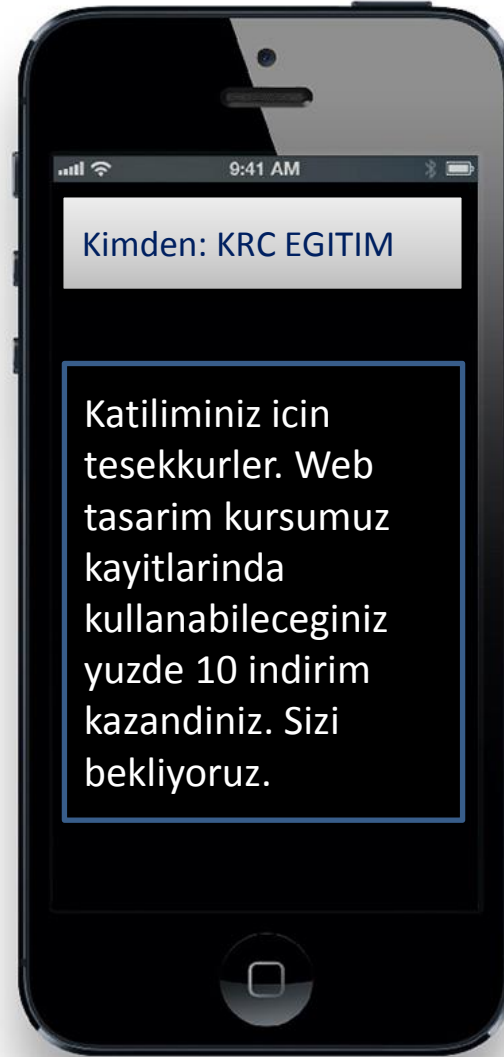 9:41 AM
Kimden: KRC EGITIM
Katiliminiz icin
tesekkurler. Web
tasarim kursumuz
kayitlarinda
kullanabileceginiz
yuzde 10 indirim
kazandiniz. Sizi
bekliyoruz.